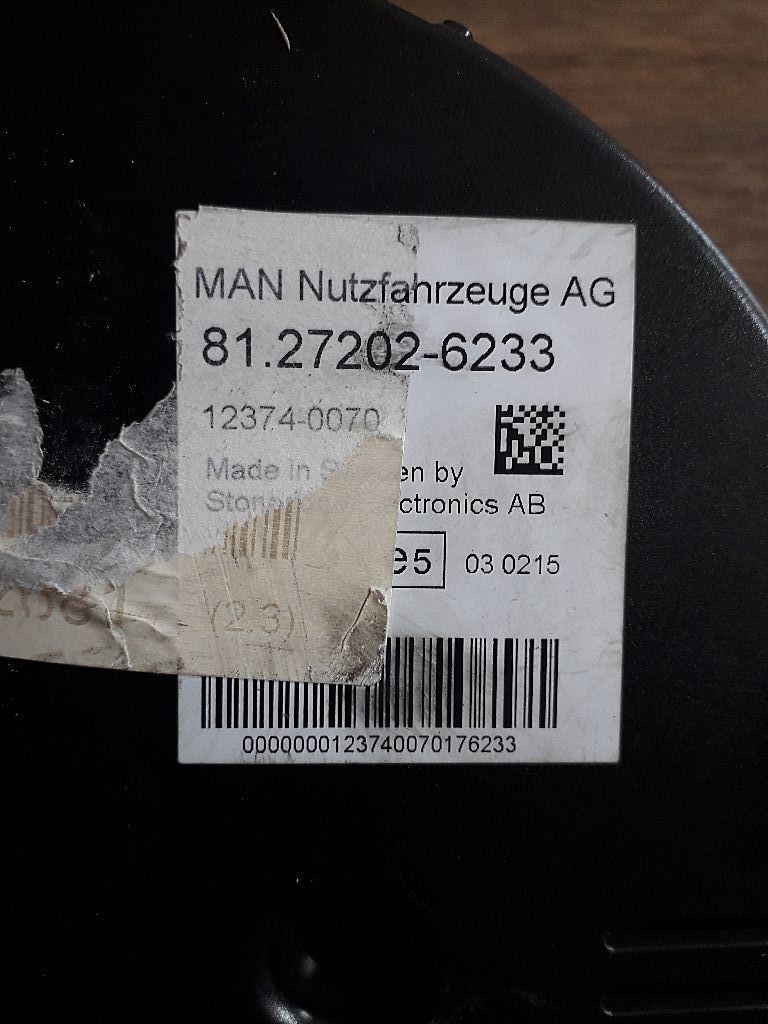 MAN Nutzfahrzeuge AG
81.27202-6233
12374-0070
Made in en by
ctronics AB
e5 03 0215
(2.3)
0000000123740070176233